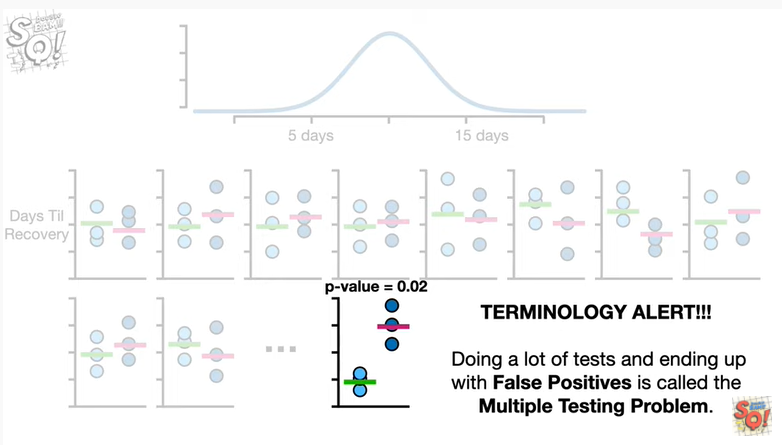 5 days
15 days
Days Til
Recovery
p-value = 0.02
TERMINOLOGY ALERT!!!
Doing a lot of tests and ending up
with False Positives is called the
Multiple Testing Problem.